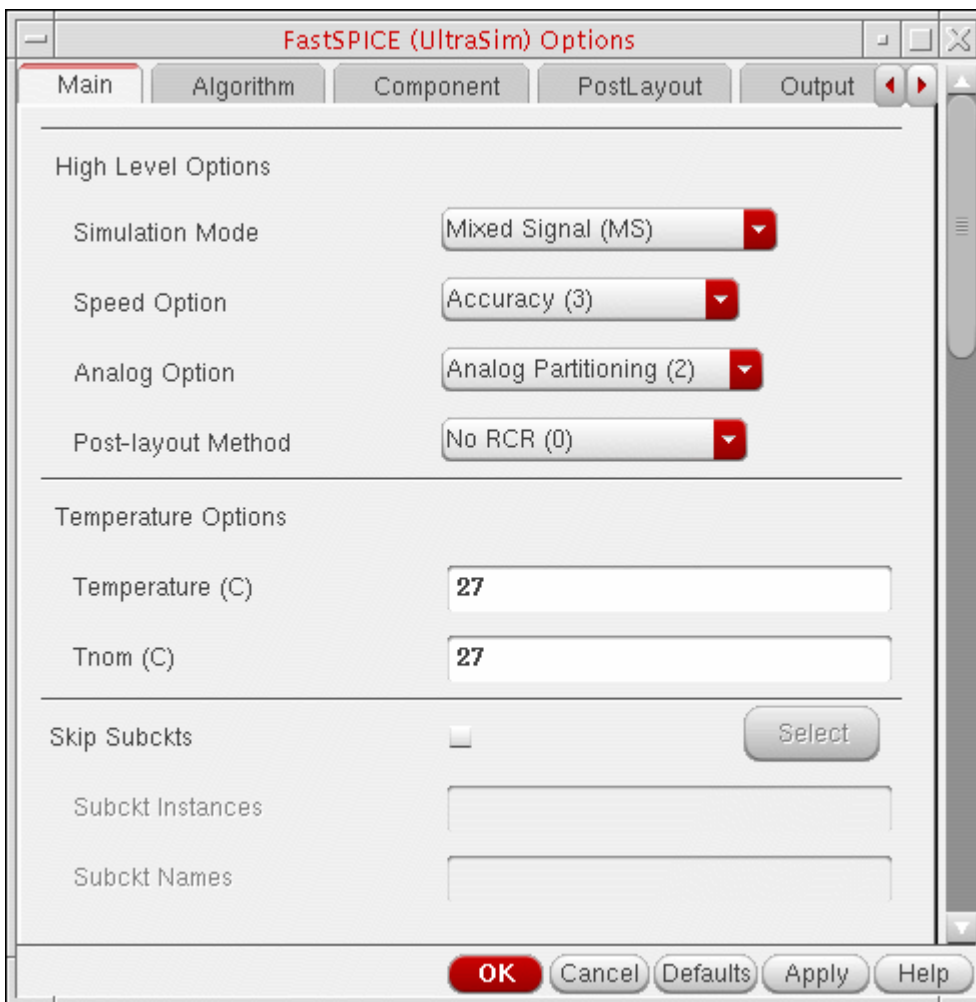 FastSPICE (UltraSim) Options
Main Algorithm Component PostLayout Output
High Level Options
Simulation Mode Mixed Signal (MS)
Speed Option Accuracy (3)
Analog Option Analog Partitioning (2)
Post-layout Method No RCR (0)
Temperature Options
Temperature (C) 27
Tnom (C) 27
Skip Subckts Select
Subckt Instances
Subckt Names
OK Cancel Defaults Apply Help